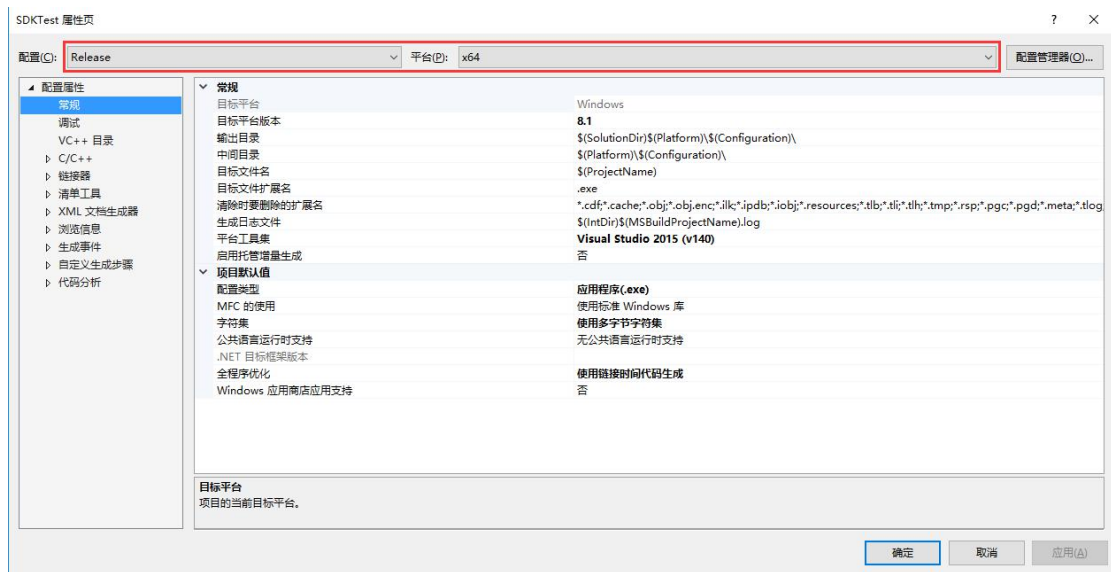 SDKTest 属性页
? ×
配置(C): Release 平台(P): x64 配置管理器(O)...
配置属性
常规
调试
VC++ 目录
C/C++
链接器
清单工具
XML 文档生成器
浏览信息
生成事件
自定义生成步骤
代码分析
常规
目标平台 Windows
目标平台版本 8.1
输出目录 $(SolutionDir)$(Platform)\$(Configuration)\
中间目录 $(Platform)\$(Configuration)\
目标文件名 $(ProjectName)
目标文件扩展名 .exe
清除时要删除的扩展名 *.cdf;*.cache;*.obj;*.obj.enc;*.ilk;*.ipdb;*.iobj;*.resources;*.tlb;*.tli;*.tlh;*.tmp;*.rsp;*.pgc;*.pgd;*.meta;*.tlog
生成日志文件 $(IntDir)$(MSBuildProjectName).log
平台工具集 Visual Studio 2015 (v140)
启用托管增量生成 否
项目默认值
配置类型 应用程序(.exe)
MFC 的使用 使用标准 Windows 库
字符集 使用多字节字符集
公共语言运行时支持 无公共语言运行时支持
.NET 目标框架版本
全程序优化 使用链接时间代码生成
Windows 应用商店应用支持 否
目标平台
项目的当前目标平台。
确定 取消 应用(A)